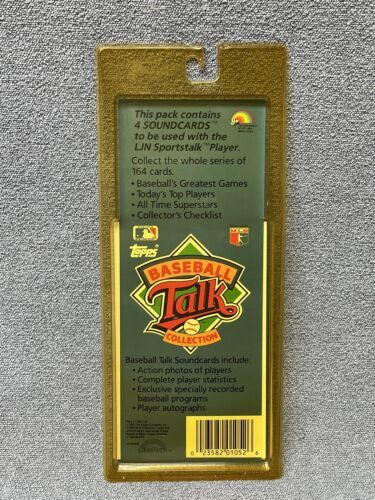 This pack contains
4 SOUNDCARDS™
to be used with the
LJN Sportstalk™ Player.
Collect the whole series of
164 cards.
• Baseball's Greatest Games
• Today's Top Players
• All Time Superstars
• Collector's Checklist
topps
BASEBALL
Talk
COLLECTION
Baseball Talk Soundcards include:
• Action photos of players
• Complete player statistics
• Exclusive specially recorded
baseball programs
• Player autographs
0 23582 01052 6